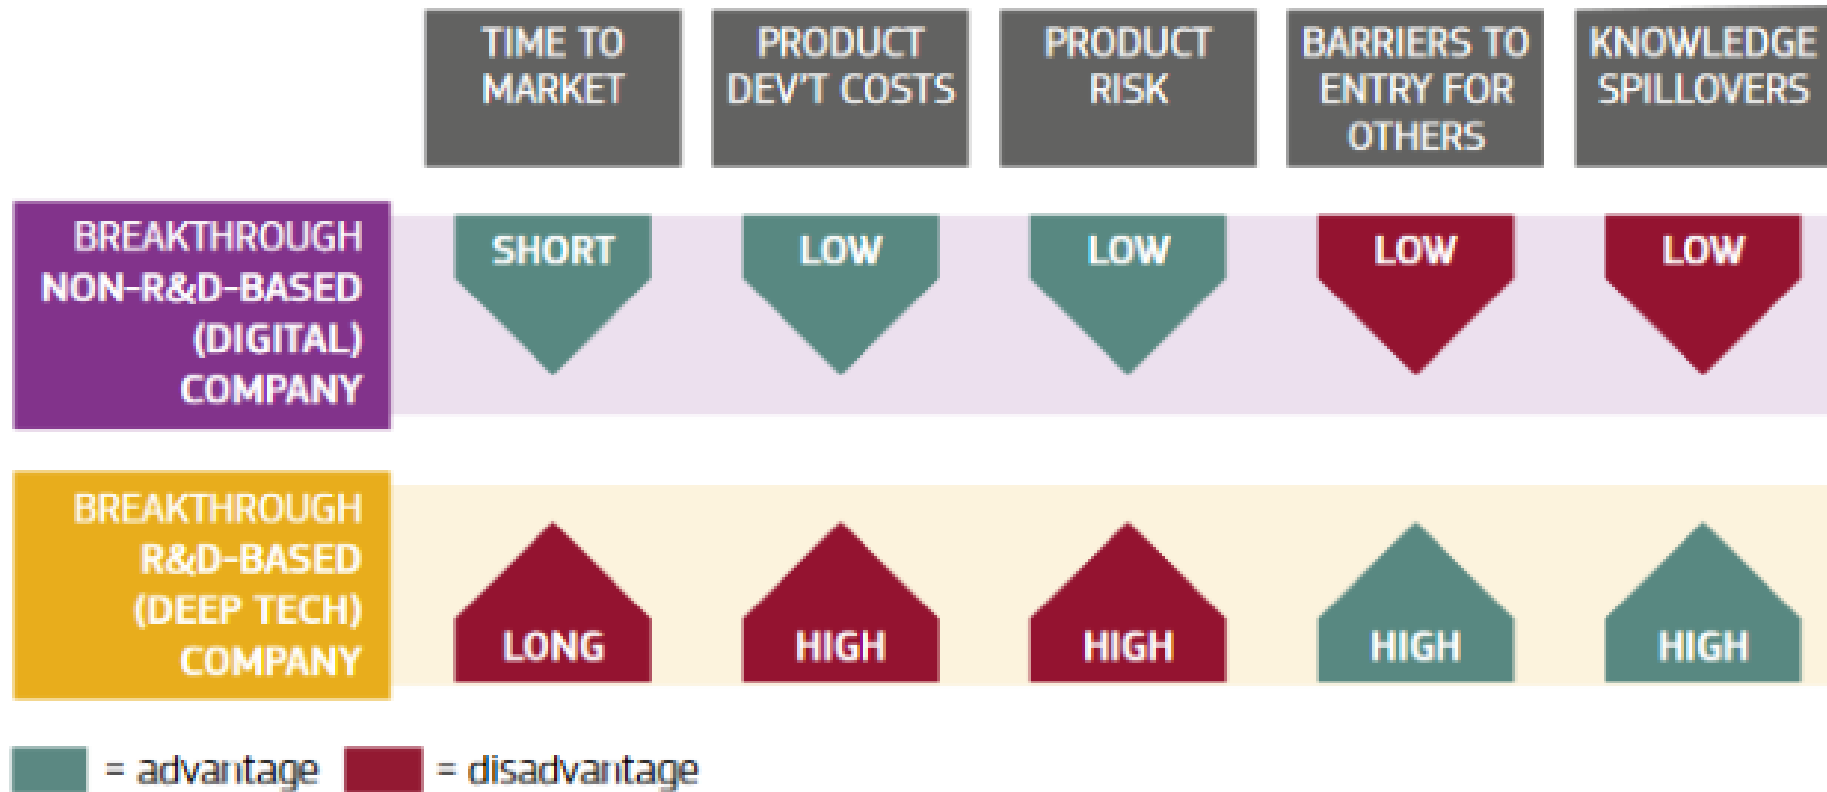 TIME TO
MARKET
PRODUCT
DEV'T COSTS
PRODUCT
RISK
BARRIERS TO
ENTRY FOR
OTHERS
KNOWLEDGE
SPILLOVERS
BREAKTHROUGH
NON-R&D-BASED
(DIGITAL)
COMPANY
SHORT
LOW
LOW
LOW
LOW
BREAKTHROUGH
R&D-BASED
(DEEP TECH)
COMPANY
LONG
HIGH
HIGH
HIGH
HIGH
= advantage
= disadvantage